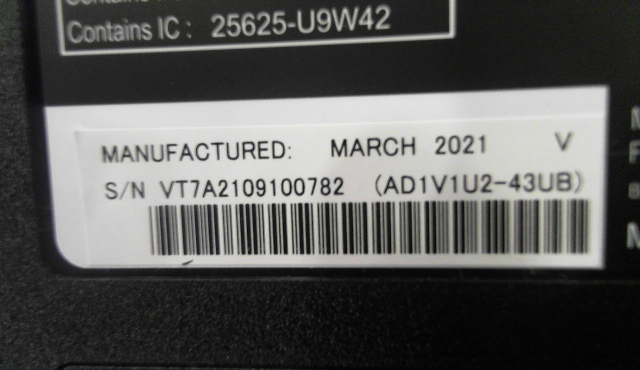 Contains IC : 25625-U9W42
MANUFACTURED: MARCH 2021 V
S/N VT7A2109100782 (AD1V1U2-43UB)